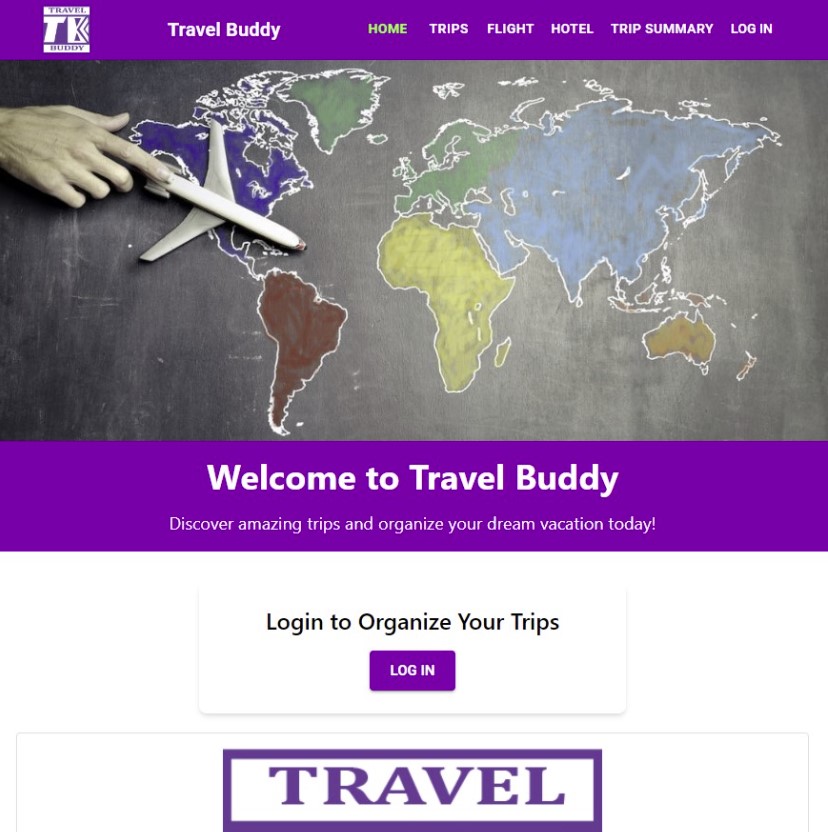 TRAVEL
TK
BUDDY
Travel Buddy
HOME TRIPS FLIGHT HOTEL TRIP SUMMARY LOG IN
Welcome to Travel Buddy
Discover amazing trips and organize your dream vacation today!
Login to Organize Your Trips
LOG IN
TRAVEL